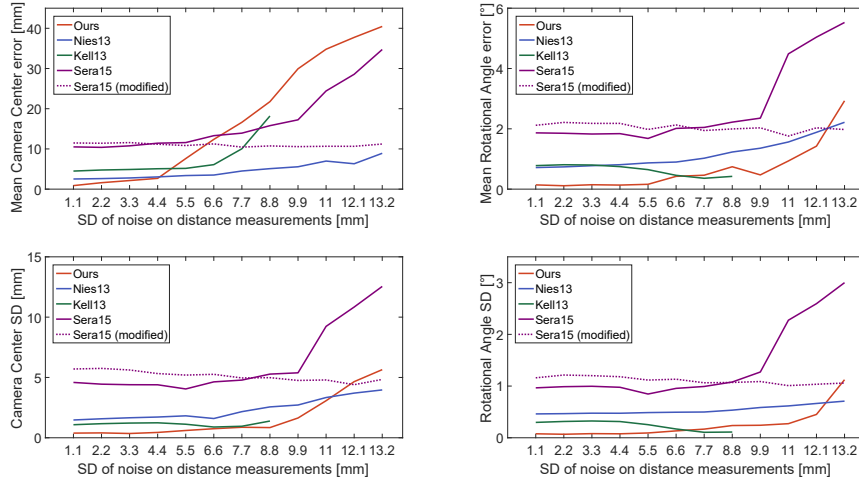 Mean Camera Center error [mm]
40
30
20
10
0
Ours
Nies13
Kell13
Sera15
Sera15 (modified)
1.1 2.2 3.3 4.4 5.5 6.6 7.7 8.8 9.9 11 12.1 13.2
SD of noise on distance measurements [mm]
Mean Rotational Angle error [°]
6
4
2
0
Ours
Nies13
Kell13
Sera15
Sera15 (modified)
1.1 2.2 3.3 4.4 5.5 6.6 7.7 8.8 9.9 11 12.1 13.2
SD of noise on distance measurements [mm]
Camera Center SD [mm]
15
10
5
0
Ours
Nies13
Kell13
Sera15
Sera15 (modified)
1.1 2.2 3.3 4.4 5.5 6.6 7.7 8.8 9.9 11 12.1 13.2
SD of noise on distance measurements [mm]
Rotational Angle SD [°]
3
2
1
0
Ours
Nies13
Kell13
Sera15
Sera15 (modified)
1.1 2.2 3.3 4.4 5.5 6.6 7.7 8.8 9.9 11 12.1 13.2
SD of noise on distance measurements [mm]